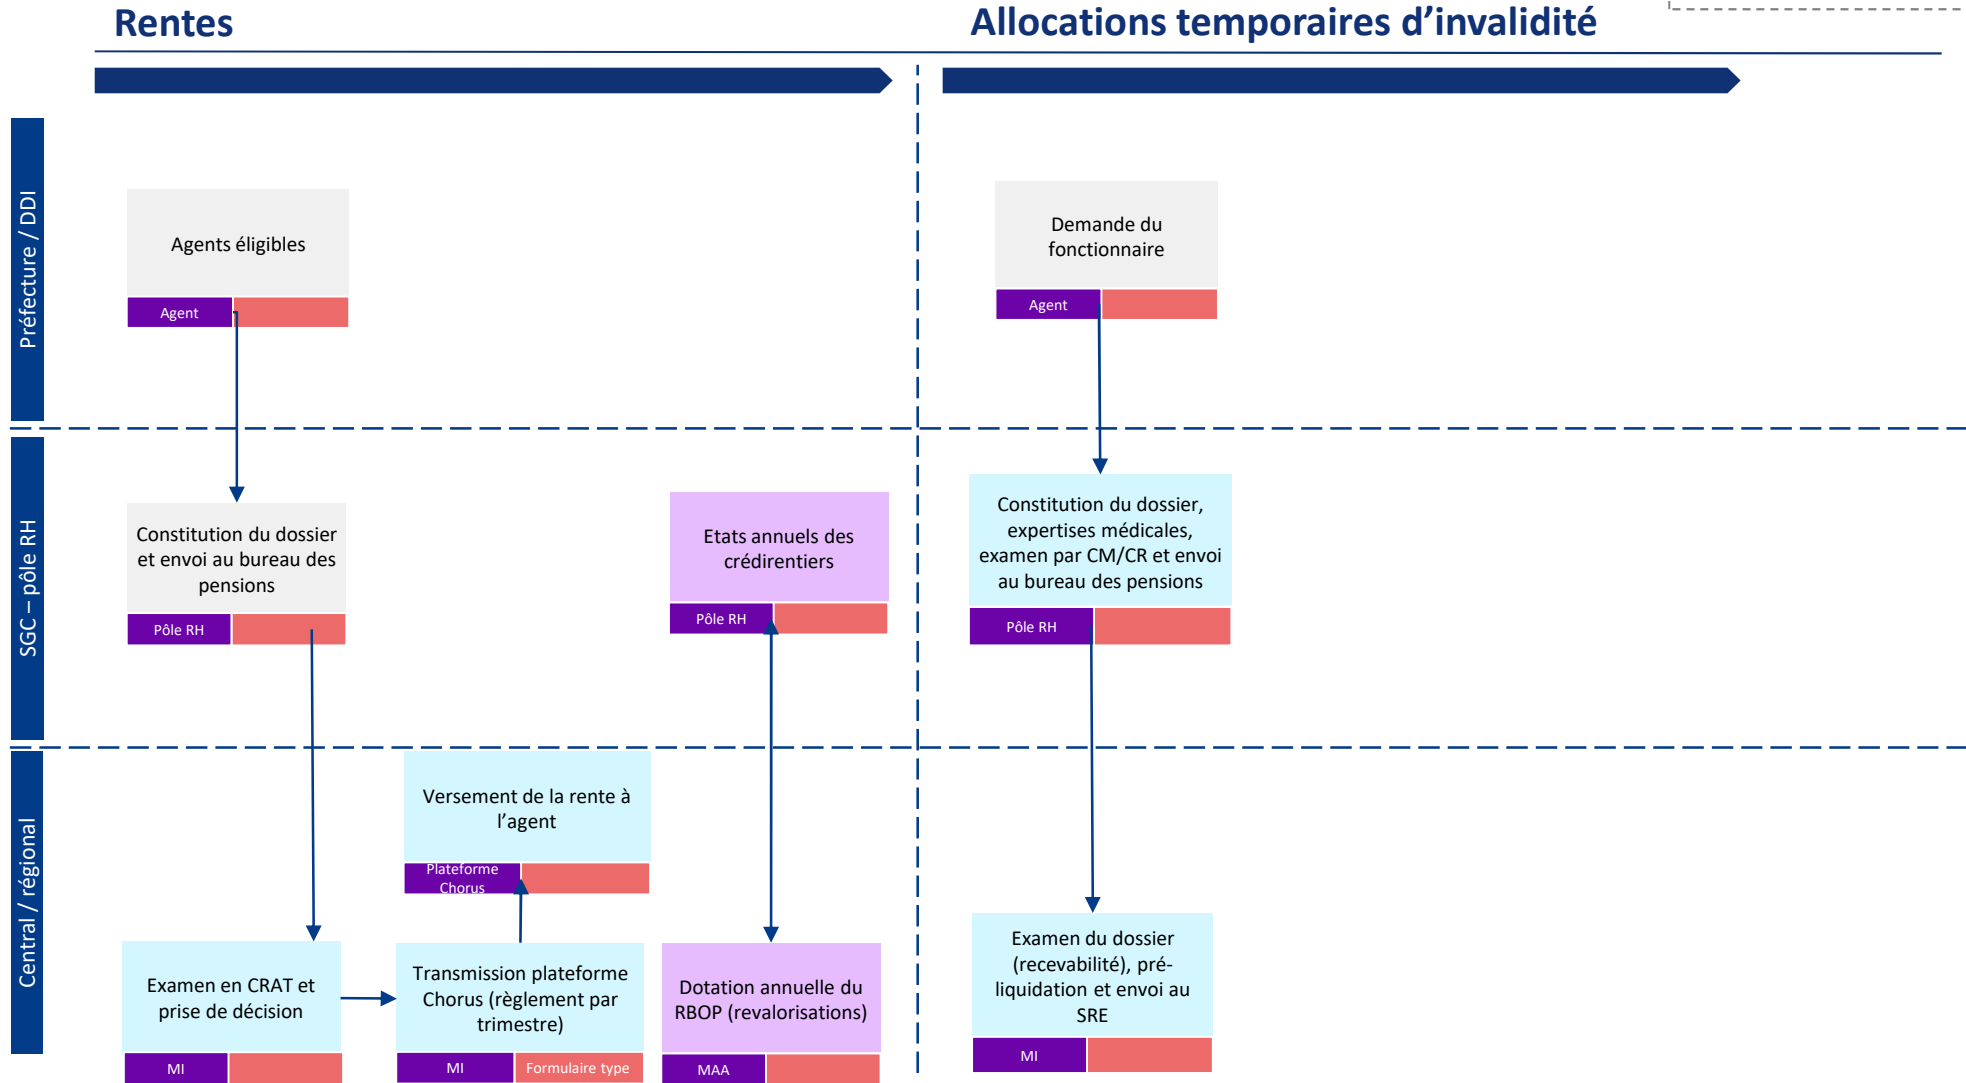 Rentes
Allocations temporaires d’invalidité
Préfecture / DDI
Agents éligibles
Agent
Demande du
fonctionnaire
Agent
SGC – pôle RH
Constitution du dossier
et envoi au bureau des
pensions
Pôle RH
Etats annuels des
crédirentiers
Pôle RH
Constitution du dossier,
expertises médicales,
examen par CM/CR et envoi
au bureau des pensions
Pôle RH
Central / régional
Versement de la rente à
l’agent
Plateforme
Chorus
Examen en CRAT et
prise de décision
MI
Transmission plateforme
Chorus (règlement par
trimestre)
MI
Formulaire type
Dotation annuelle du
RBOP (revalorisations)
MAA
Examen du dossier
(recevabilité), pré-
liquidation et envoi au
SRE
MI